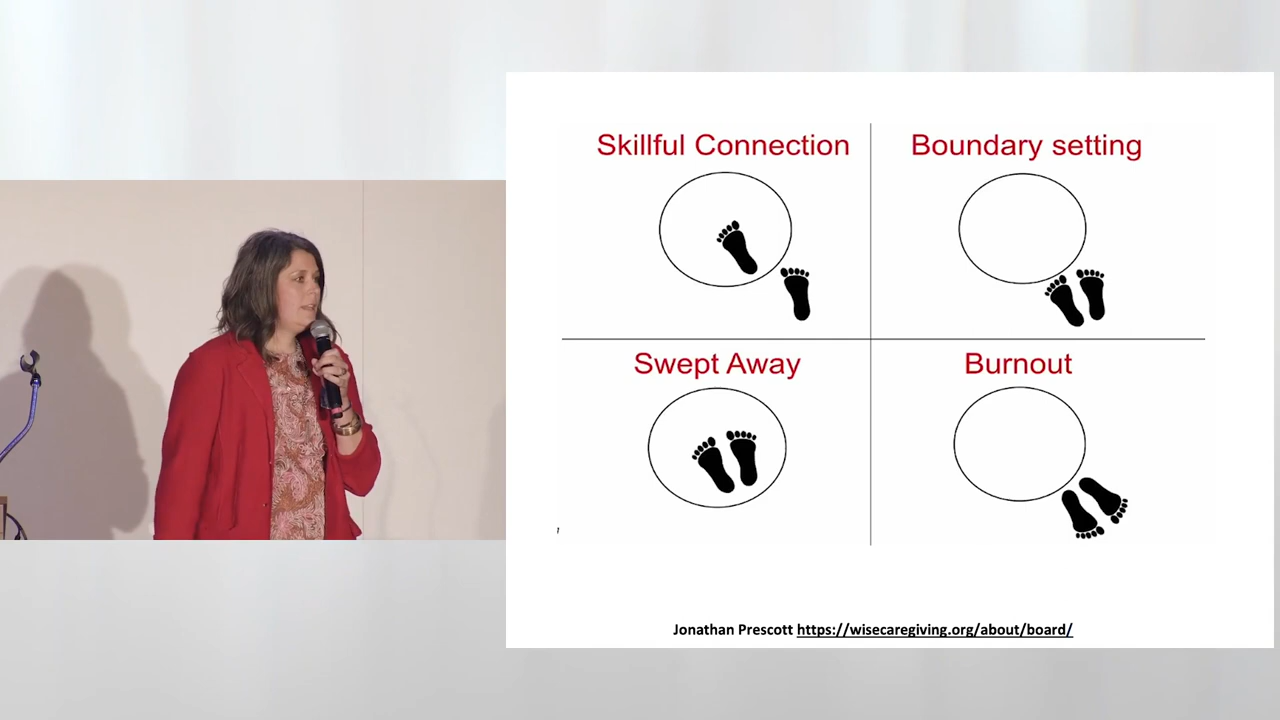 Skillful Connection
Boundary setting
Swept Away
Burnout
Jonathan Prescott https://wisecaregiving.org/about/board/